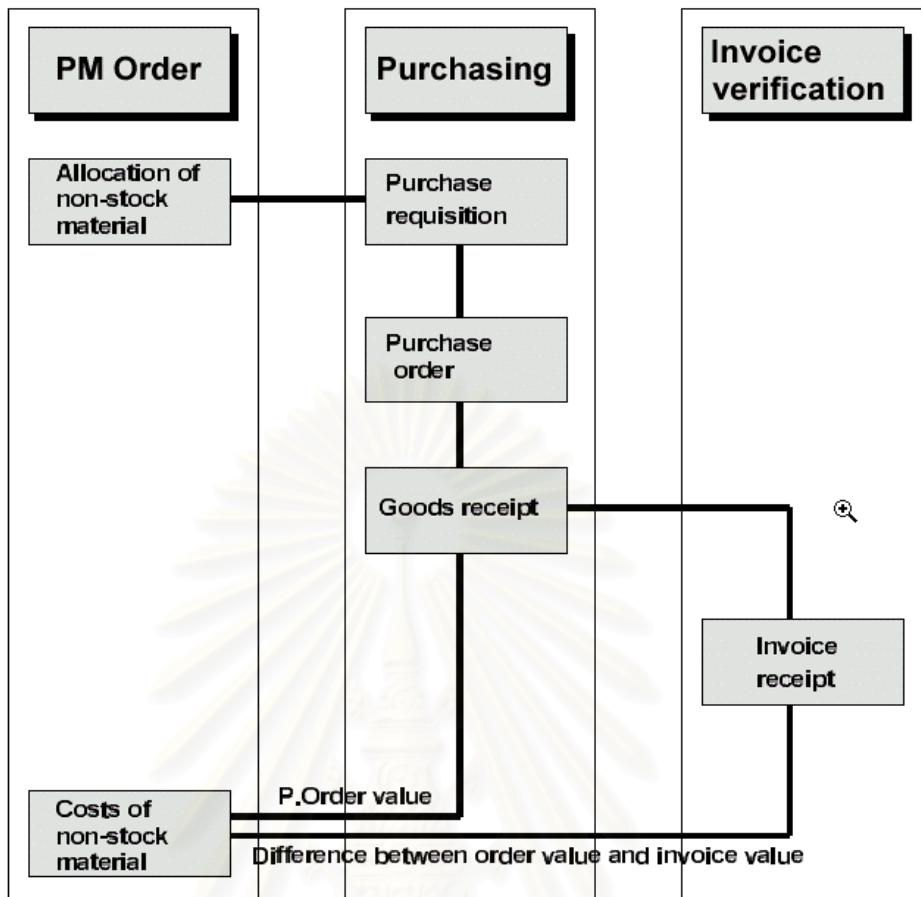 PM Order
Purchasing
Invoice
verification
Allocation of
non-stock
material
Purchase
requisition
Purchase
order
Goods receipt
Invoice
receipt
P.Order value
Costs of
non-stock
material
Difference between order value and invoice value